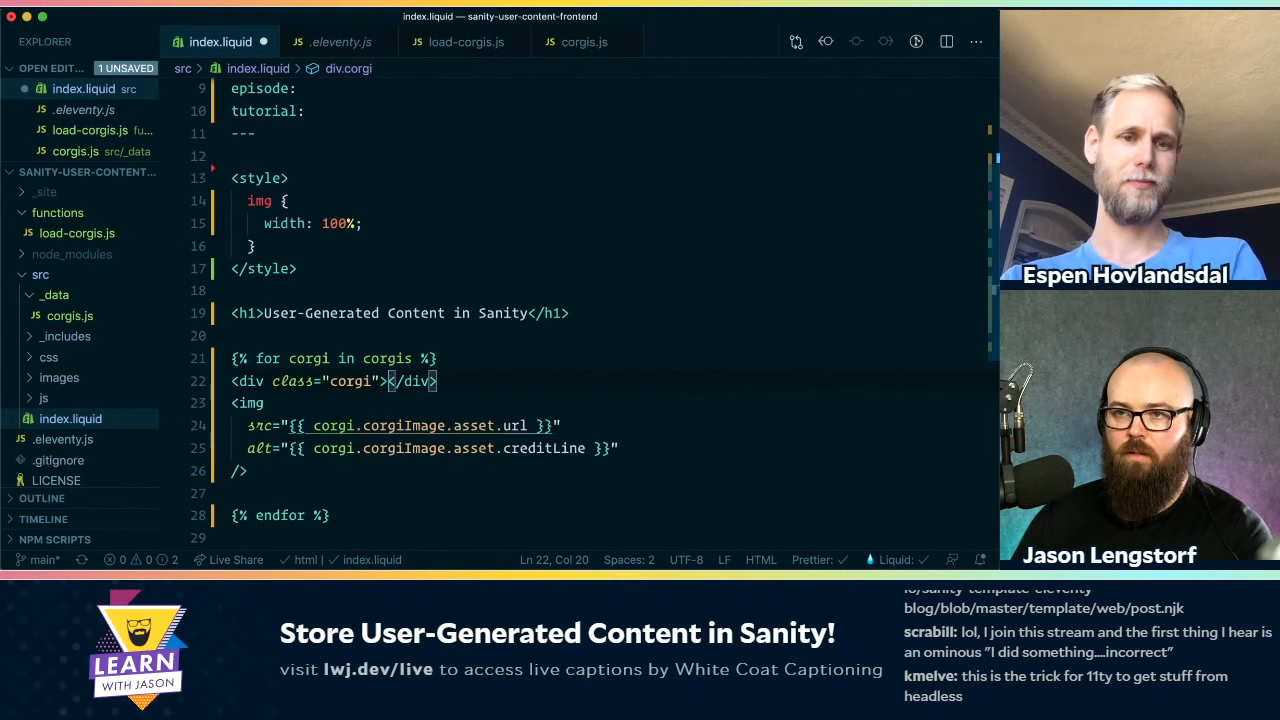 index.liquid — sanity-user-content-frontend
EXPLORER
index.liquid
.eleventy.js
load-corgis.js
corgis.js
OPEN EDIT... 1 UNSAVED
src > index.liquid > div.corgi
index.liquid src
.eleventy.js
load-corgis.js fu...
corgis.js src/_data
SANITY-USER-CONTENT...
_site
functions
load-corgis.js
node_modules
src
_data
corgis.js
_includes
css
images
js
index.liquid
.eleventy.js
.gitignore
LICENSE
OUTLINE
TIMELINE
NPM SCRIPTS
9 episode:
10 tutorial:
11 ---
12
13 <style>
14 img {
15 width: 100%;
16 }
17 </style>
18
19 <h1>User-Generated Content in Sanity</h1>
20
21 {% for corgi in corgis %}
22 <div class="corgi"></div>
23 <img
24 src="{{ corgi.corgiImage.asset.url }}"
25 alt="{{ corgi.corgiImage.asset.creditLine }}"
26 />
27
28 {% endfor %}
29
main* 0 0 2 Live Share html | index.liquid Ln 22, Col 20 Spaces: 2 UTF-8 LF HTML Prettier: Liquid:
Espen Hovlandsdal
Jason Lengstorf
LEARN
WITH JASON
Store User-Generated Content in Sanity!
visit lwj.dev/live to access live captions by White Coat Captioning
io/sanity-template-eleventy-
blog/blob/master/template/web/post.njk
scrabill: lol, I join this stream and the first thing I hear is
an ominous "I did something....incorrect"
kmelve: this is the trick for 11ty to get stuff from
headless